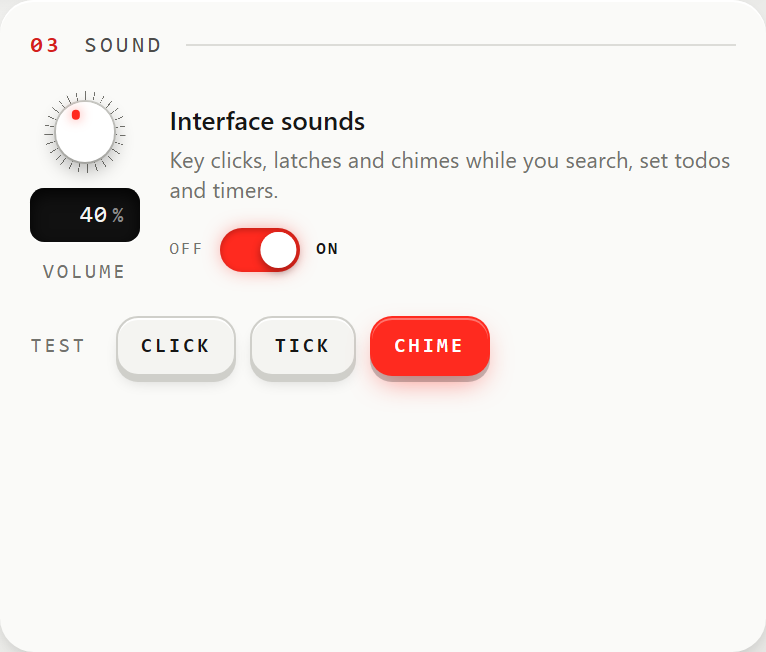 03 SOUND
Interface sounds
Key clicks, latches and chimes while you search, set todos
and timers.
40%
OFF ON
VOLUME
TEST CLICK TICK CHIME